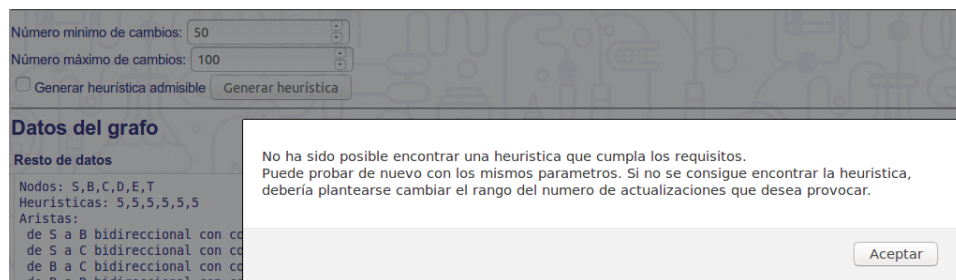 Número minimo de cambios: 50
Número máximo de cambios: 100
Generar heurística admisible Generar heurística
Datos del grafo
Resto de datos
No ha sido posible encontrar una heuristica que cumpla los requisitos.
Puede probar de nuevo con los mismos parametros. Si no se consigue encontrar la heuristica,
debería plantearse cambiar el rango del numero de actualizaciones que desea provocar.
Nodos: S,B,C,D,E,T
Heuristicas: 5,5,5,5,5,5
Aristas:
de S a B bidireccional con co
de S a C bidireccional con co
de B a C bidireccional con co
Aceptar